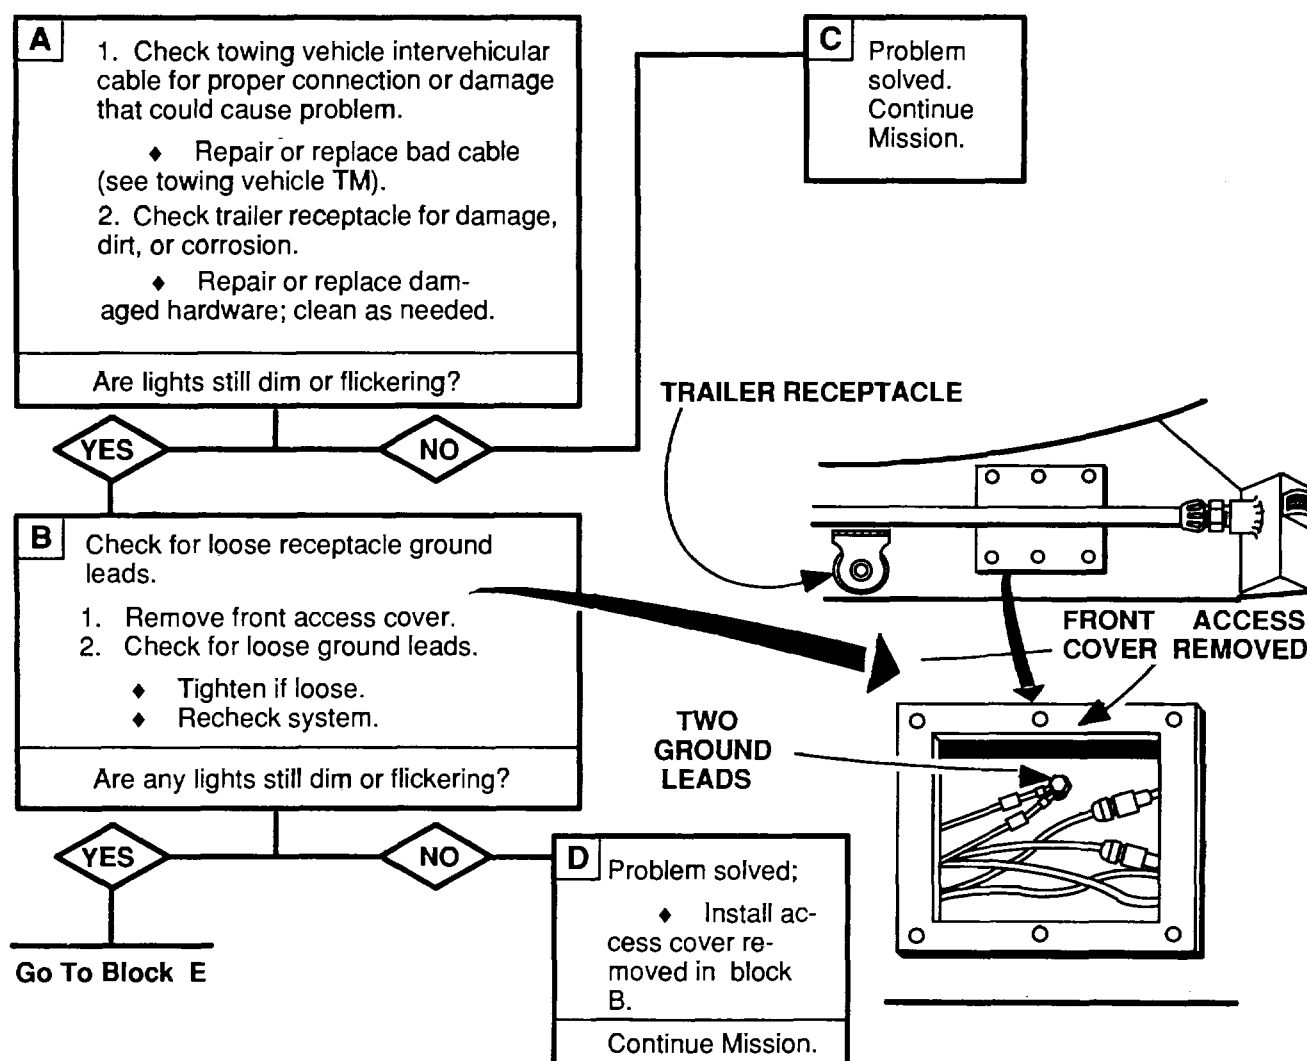 A
1. Check towing vehicle intervehicular
cable for proper connection or damage
that could cause problem.
♦ Repair or replace bad cable
(see towing vehicle TM).
2. Check trailer receptacle for damage,
dirt, or corrosion.
♦ Repair or replace dam-
aged hardware; clean as needed.
Are lights still dim or flickering?
YES
NO
C
Problem
solved.
Continue
Mission.
B
Check for loose receptacle ground
leads.
1. Remove front access cover.
2. Check for loose ground leads.
♦ Tighten if loose.
♦ Recheck system.
Are any lights still dim or flickering?
YES
NO
Go To Block E
D
Problem solved;
♦ Install ac-
cess cover re-
moved in block
B.
Continue Mission.
TRAILER RECEPTACLE
FRONT ACCESS
COVER REMOVED
TWO
GROUND
LEADS